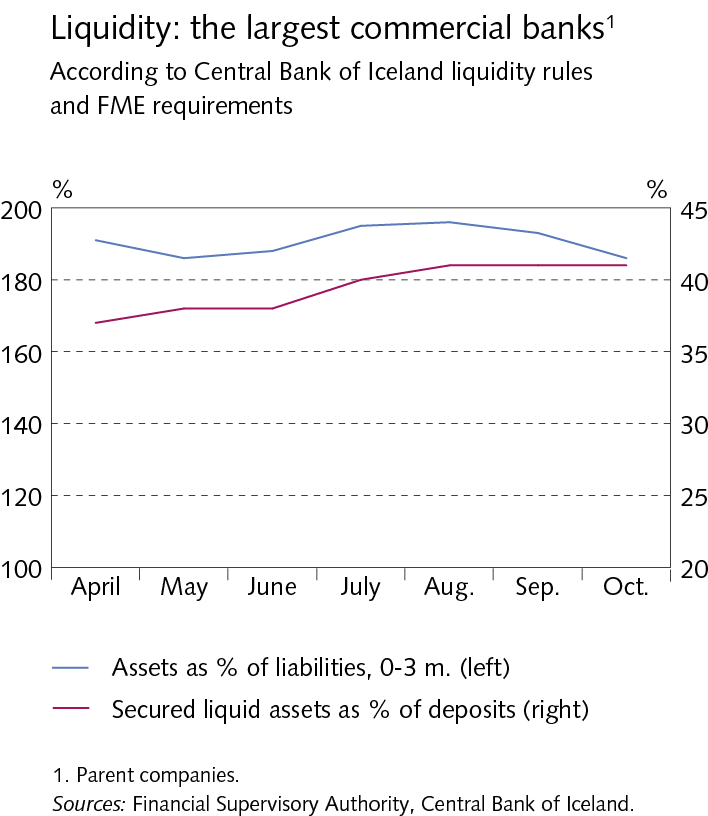 Liquidity: the largest commercial banks1
According to Central Bank of Iceland liquidity rules
and FME requirements
% %
200 45
180 40
160 35
140 30
120 25
100 20
April May June July Aug. Sep. Oct.
Assets as % of liabilities, 0-3 m. (left)
Secured liquid assets as % of deposits (right)
1. Parent companies.
Sources: Financial Supervisory Authority, Central Bank of Iceland.